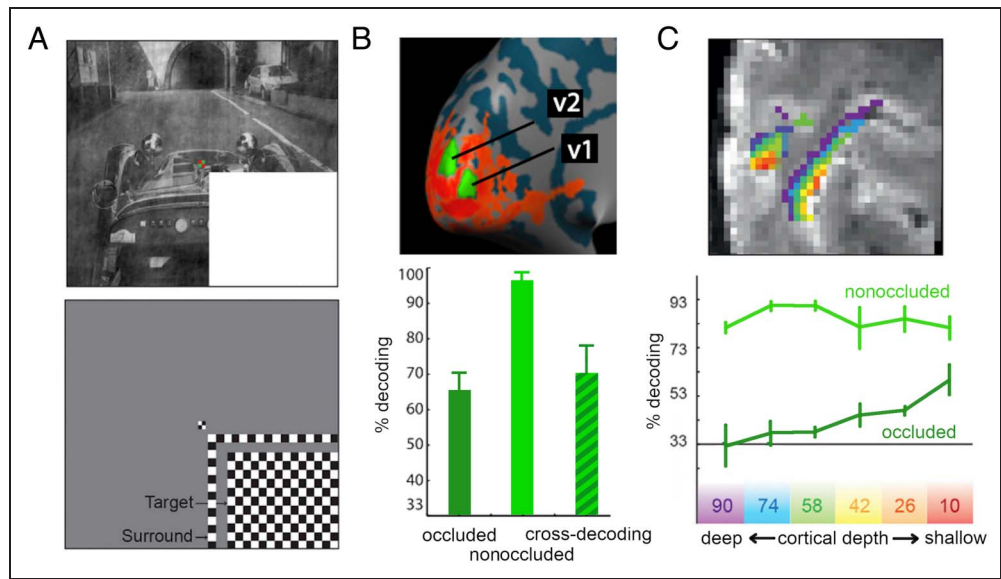 A
B
C
v2
v1
Target
Surround
% decoding
100
90
80
70
60
50
40
33
occluded
nonoccluded
cross-decoding
% decoding
93
73
53
33
nonoccluded
occluded
90 74 58 42 26 10
deep ← cortical depth → shallow